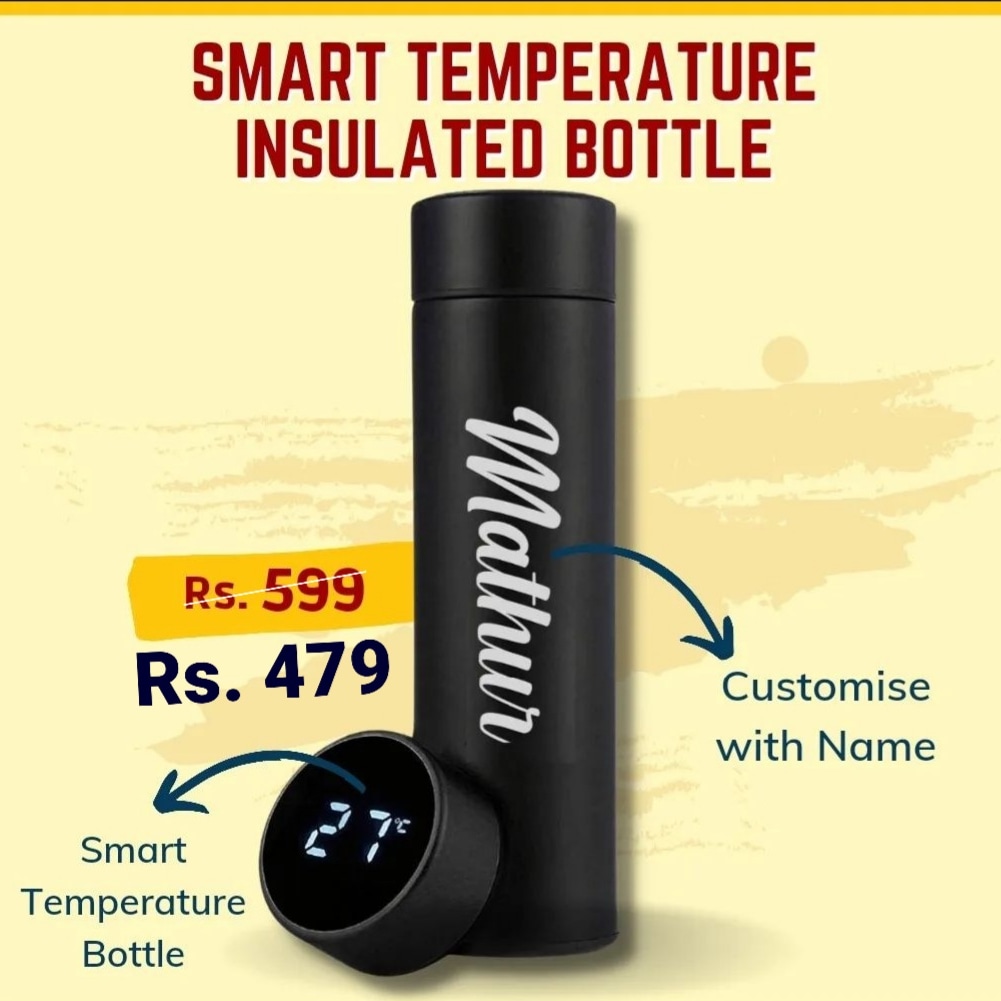 SMART TEMPERATURE
INSULATED BOTTLE
Mathur
Rs. 599
Rs. 479
Customise
with Name
27°C
Smart
Temperature
Bottle